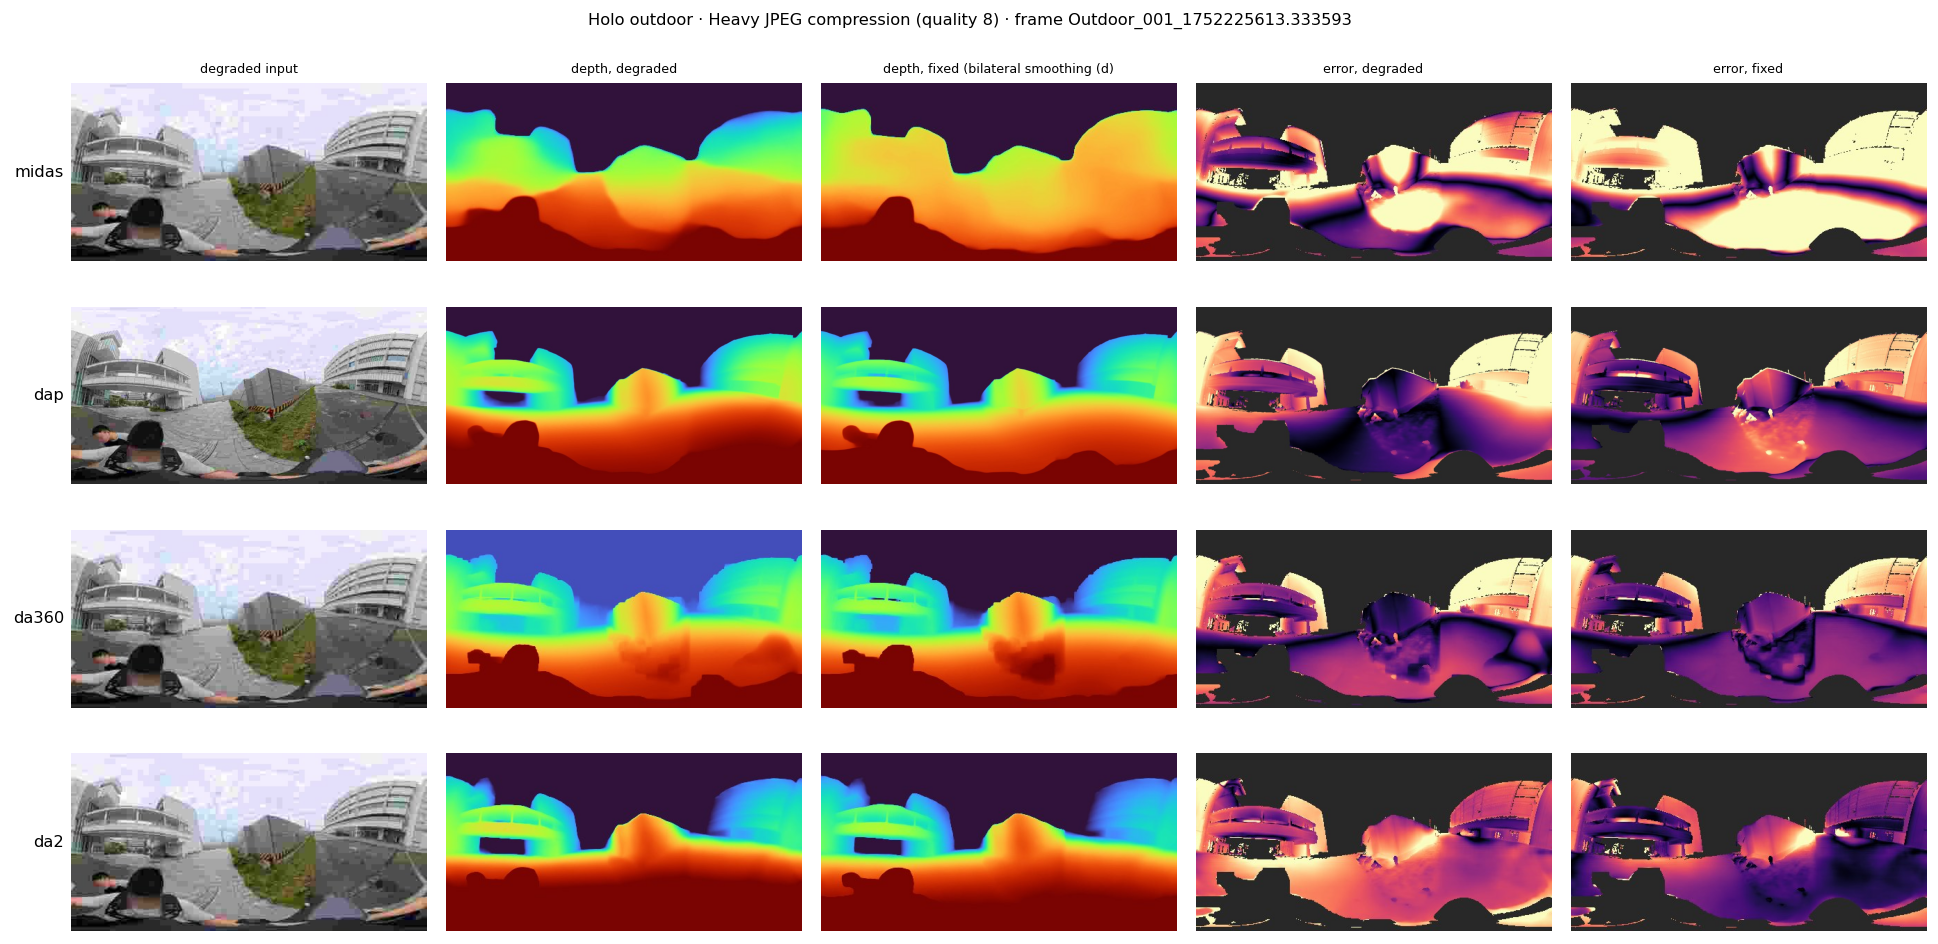 Holo outdoor · Heavy JPEG compression (quality 8) · frame Outdoor_001_1752225613.333593
degraded input
depth, degraded
depth, fixed (bilateral smoothing (d)
error, degraded
error, fixed
midas
dap
da360
da2